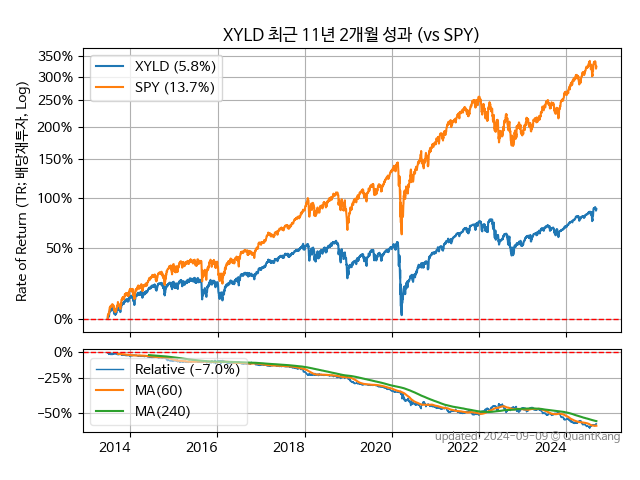 XYLD 최근 11년 2개월 성과 (vs SPY)
Rate of Return (TR; 배당재투자, Log)
350%
300%
250%
200%
150%
100%
50%
0%
XYLD (5.8%)
SPY (13.7%)
0%
−25%
−50%
Relative (−7.0%)
MA(60)
MA(240)
2014 2016 2018 2020 2022 2024
updated: 2024-09-09 © QuantKang